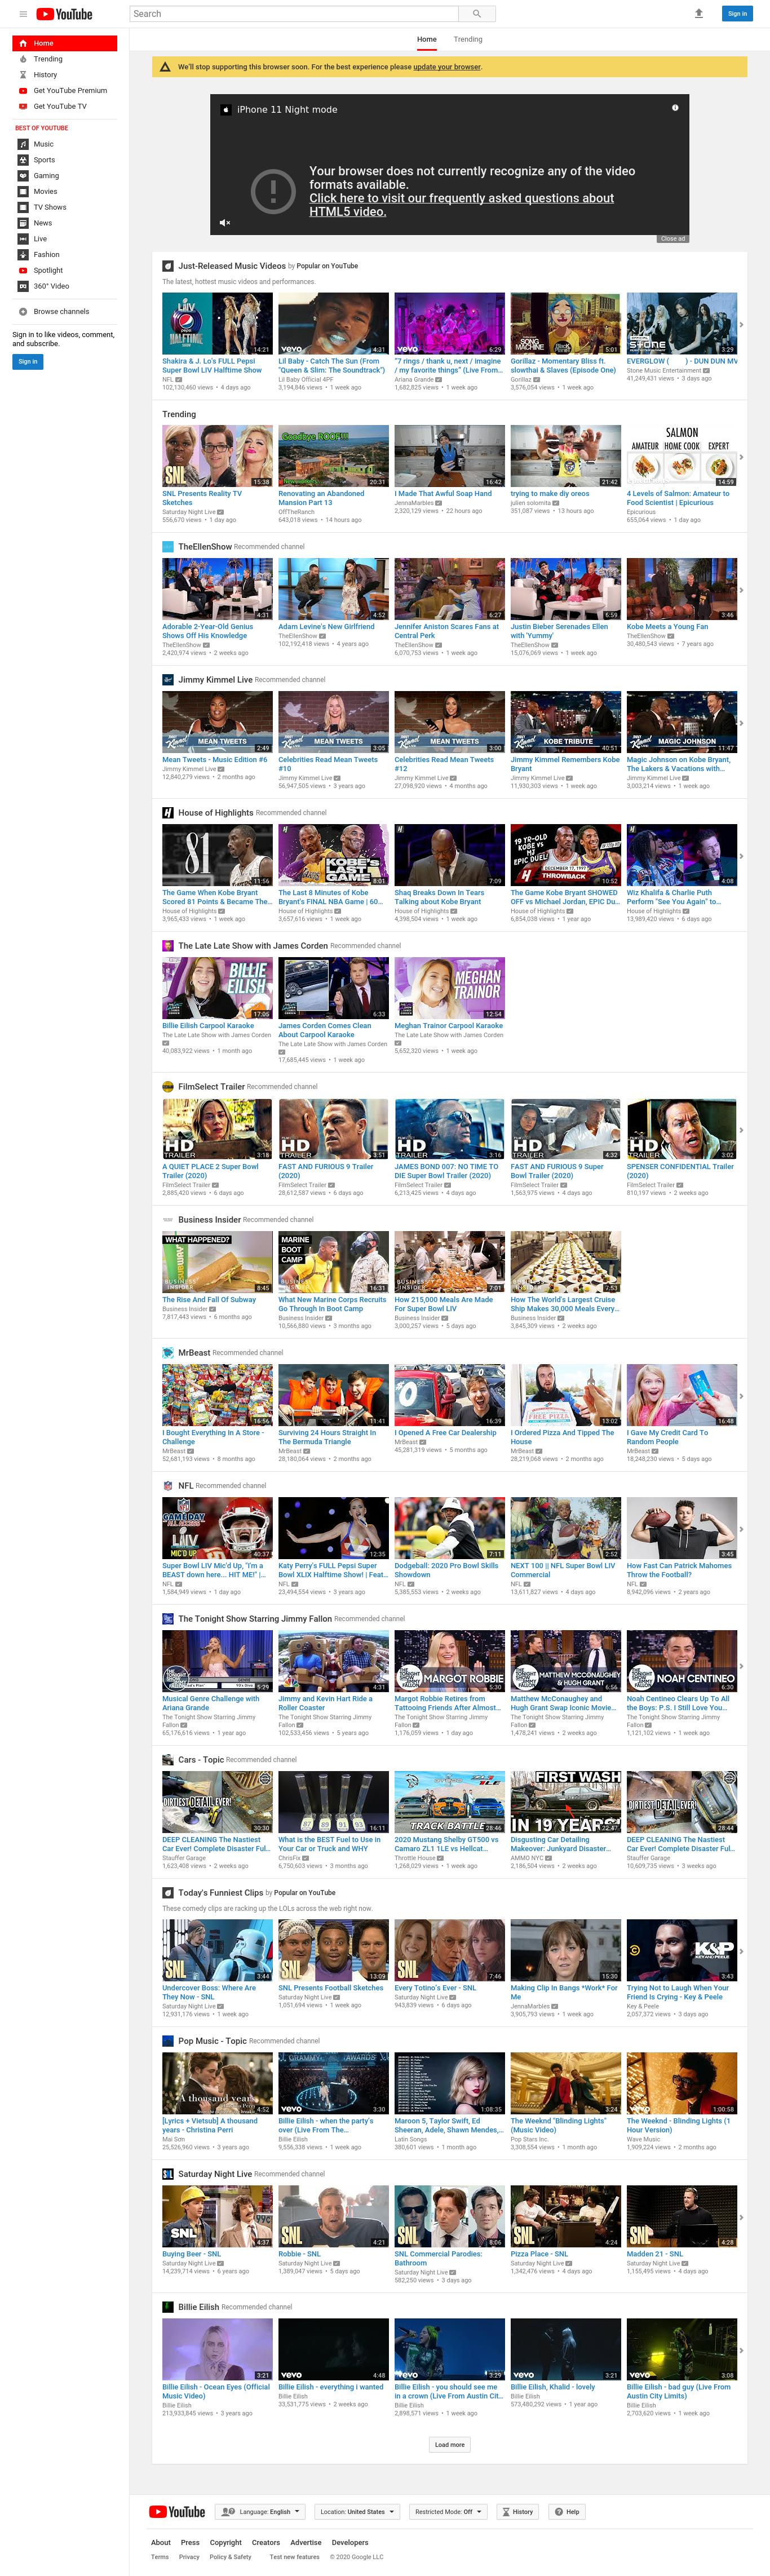 YouTube
Search
Sign in
Home
Trending
Home
Trending
History
Get YouTube Premium
Get YouTube TV
BEST OF YOUTUBE
Music
Sports
Gaming
Movies
TV Shows
News
Live
Fashion
Spotlight
360° Video
Browse channels
Sign in to like videos, comment,
and subscribe.
Sign in
We'll stop supporting this browser soon. For the best experience please update your browser.
iPhone 11 Night mode
Your browser does not currently recognize any of the video
formats available.
Click here to visit our frequently asked questions about
HTML5 video.
Close ad
Just-Released Music Videos by Popular on YouTube
The latest, hottest music videos and performances.
14:21
4:31
6:29
5:01
3:29
Shakira & J. Lo's FULL Pepsi
Super Bowl LIV Halftime Show
NFL
102,130,460 views • 4 days ago
Lil Baby - Catch The Sun (From
"Queen & Slim: The Soundtrack")
Lil Baby Official 4PF
3,194,846 views • 1 week ago
"7 rings / thank u, next / imagine
/ my favorite things" (Live From...
Ariana Grande
1,682,825 views • 1 week ago
Gorillaz - Momentary Bliss ft.
slowthai & Slaves (Episode One)
Gorillaz
3,576,054 views • 1 week ago
EVERGLOW ( ) - DUN DUN MV
Stone Music Entertainment
41,249,431 views • 3 days ago
Trending
SNL Presents Reality TV
Sketches
Saturday Night Live
556,670 views • 1 day ago
Renovating an Abandoned
Mansion Part 13
OffTheRanch
643,018 views • 14 hours ago
I Made That Awful Soap Hand
JennaMarbles
2,320,129 views • 22 hours ago
trying to make diy oreos
julien solomita
351,087 views • 13 hours ago
4 Levels of Salmon: Amateur to
Food Scientist | Epicurious
Epicurious
655,064 views • 1 day ago
TheEllenShow Recommended channel
Adorable 2-Year-Old Genius
Shows Off His Knowledge
TheEllenShow
2,420,974 views • 2 weeks ago
Adam Levine's New Girlfriend
TheEllenShow
102,192,418 views • 4 years ago
Jennifer Aniston Scares Fans at
Central Perk
TheEllenShow
6,070,753 views • 1 week ago
Justin Bieber Serenades Ellen
with 'Yummy'
TheEllenShow
15,076,069 views • 1 week ago
Kobe Meets a Young Fan
TheEllenShow
30,480,543 views • 7 years ago
Jimmy Kimmel Live Recommended channel
Mean Tweets - Music Edition #6
Jimmy Kimmel Live
12,840,279 views • 2 months ago
Celebrities Read Mean Tweets
#10
Jimmy Kimmel Live
56,947,505 views • 3 years ago
Celebrities Read Mean Tweets
#12
Jimmy Kimmel Live
27,098,920 views • 4 months ago
Jimmy Kimmel Remembers Kobe
Bryant
Jimmy Kimmel Live
11,930,303 views • 1 week ago
Magic Johnson on Kobe Bryant,
The Lakers & Vacations with...
Jimmy Kimmel Live
3,003,214 views • 1 week ago
House of Highlights Recommended channel
The Game When Kobe Bryant
Scored 81 Points & Became The...
House of Highlights
3,965,433 views • 1 week ago
The Last 8 Minutes of Kobe
Bryant's FINAL NBA Game | 60...
House of Highlights
3,657,616 views • 1 week ago
Shaq Breaks Down In Tears
Talking about Kobe Bryant
House of Highlights
4,398,504 views • 1 week ago
The Game Kobe Bryant SHOWED
OFF vs Michael Jordan, EPIC Du...
House of Highlights
6,854,038 views • 1 year ago
Wiz Khalifa & Charlie Puth
Perform "See You Again" to...
House of Highlights
13,989,420 views • 6 days ago
The Late Late Show with James Corden Recommended channel
Billie Eilish Carpool Karaoke
The Late Late Show with James Corden
40,083,922 views • 1 month ago
James Corden Comes Clean
About Carpool Karaoke
The Late Late Show with James Corden
17,685,445 views • 1 week ago
Meghan Trainor Carpool Karaoke
The Late Late Show with James Corden
5,652,320 views • 1 week ago
FilmSelect Trailer Recommended channel
A QUIET PLACE 2 Super Bowl
Trailer (2020)
FilmSelect Trailer
2,885,420 views • 6 days ago
FAST AND FURIOUS 9 Trailer
(2020)
FilmSelect Trailer
28,612,587 views • 6 days ago
JAMES BOND 007: NO TIME TO
DIE Super Bowl Trailer (2020)
FilmSelect Trailer
6,213,425 views • 4 days ago
FAST AND FURIOUS 9 Super
Bowl Trailer (2020)
FilmSelect Trailer
1,563,975 views • 4 days ago
SPENSER CONFIDENTIAL Trailer
(2020)
FilmSelect Trailer
810,197 views • 2 weeks ago
Business Insider Recommended channel
The Rise And Fall Of Subway
Business Insider
7,817,443 views • 6 months ago
What New Marine Corps Recruits
Go Through In Boot Camp
Business Insider
10,566,880 views • 3 months ago
How 215,000 Meals Are Made
For Super Bowl LIV
Business Insider
3,000,257 views • 5 days ago
How The World's Largest Cruise
Ship Makes 30,000 Meals Every...
Business Insider
3,845,309 views • 2 weeks ago
MrBeast Recommended channel
I Bought Everything In A Store -
Challenge
MrBeast
52,681,193 views • 8 months ago
Surviving 24 Hours Straight In
The Bermuda Triangle
MrBeast
28,180,064 views • 2 months ago
I Opened A Free Car Dealership
MrBeast
45,281,319 views • 5 months ago
I Ordered Pizza And Tipped The
House
MrBeast
28,219,068 views • 2 months ago
I Gave My Credit Card To
Random People
MrBeast
18,248,230 views • 5 days ago
NFL Recommended channel
Super Bowl LIV Mic'd Up, "I'm a
BEAST down here... HIT ME!" |...
NFL
1,584,949 views • 1 day ago
Katy Perry's FULL Pepsi Super
Bowl XLIX Halftime Show! | Feat...
NFL
23,494,554 views • 3 years ago
Dodgeball: 2020 Pro Bowl Skills
Showdown
NFL
5,385,553 views • 2 weeks ago
NEXT 100 || NFL Super Bowl LIV
Commercial
NFL
13,611,827 views • 4 days ago
How Fast Can Patrick Mahomes
Throw the Football?
NFL
8,942,096 views • 2 years ago
The Tonight Show Starring Jimmy Fallon Recommended channel
Musical Genre Challenge with
Ariana Grande
The Tonight Show Starring Jimmy
Fallon
65,176,616 views • 1 year ago
Jimmy and Kevin Hart Ride a
Roller Coaster
The Tonight Show Starring Jimmy
Fallon
102,533,456 views • 5 years ago
Margot Robbie Retires from
Tattooing Friends After Almost...
The Tonight Show Starring Jimmy
Fallon
1,176,059 views • 1 day ago
Matthew McConaughey and
Hugh Grant Swap Iconic Movie...
The Tonight Show Starring Jimmy
Fallon
1,478,241 views • 2 weeks ago
Noah Centineo Clears Up To All
the Boys: P.S. I Still Love You...
The Tonight Show Starring Jimmy
Fallon
1,121,102 views • 1 week ago
Cars - Topic Recommended channel
DEEP CLEANING The Nastiest
Car Ever! Complete Disaster Ful...
Stauffer Garage
1,623,408 views • 2 weeks ago
What is the BEST Fuel to Use in
Your Car or Truck and WHY
ChrisFix
6,750,603 views • 3 months ago
2020 Mustang Shelby GT500 vs
Camaro ZL1 1LE vs Hellcat...
Throttle House
1,268,029 views • 1 week ago
Disgusting Car Detailing
Makeover: Junkyard Disaster...
AMMO NYC
2,186,504 views • 2 weeks ago
DEEP CLEANING The Nastiest
Car Ever! Complete Disaster Ful...
Stauffer Garage
10,609,735 views • 3 weeks ago
Today's Funniest Clips by Popular on YouTube
These comedy clips are racking up the LOLs across the web right now.
Undercover Boss: Where Are
They Now - SNL
Saturday Night Live
12,931,176 views • 1 week ago
SNL Presents Football Sketches
Saturday Night Live
1,051,694 views • 1 week ago
Every Totino's Ever - SNL
Saturday Night Live
943,839 views • 6 days ago
Making Clip In Bangs *Work* For
Me
JennaMarbles
3,905,793 views • 1 week ago
Trying Not to Laugh When Your
Friend Is Crying - Key & Peele
Key & Peele
2,057,372 views • 3 days ago
Pop Music - Topic Recommended channel
[Lyrics + Vietsub] A thousand
years - Christina Perri
Mai Sơn
25,526,960 views • 3 years ago
Billie Eilish - when the party's
over (Live From The...
Billie Eilish
9,556,338 views • 1 week ago
Maroon 5, Taylor Swift, Ed
Sheeran, Adele, Shawn Mendes,...
Latin Songs
380,601 views • 1 month ago
The Weeknd "Blinding Lights"
(Music Video)
Pop Stars Inc.
3,308,554 views • 1 month ago
The Weeknd - Blinding Lights (1
Hour Version)
Wave Music
1,909,224 views • 2 months ago
Saturday Night Live Recommended channel
Buying Beer - SNL
Saturday Night Live
14,239,714 views • 6 years ago
Robbie - SNL
Saturday Night Live
1,389,047 views • 5 days ago
SNL Commercial Parodies:
Bathroom
Saturday Night Live
582,250 views • 3 days ago
Pizza Place - SNL
Saturday Night Live
1,342,476 views • 4 days ago
Madden 21 - SNL
Saturday Night Live
1,155,495 views • 4 days ago
Billie Eilish Recommended channel
Billie Eilish - Ocean Eyes (Official
Music Video)
Billie Eilish
213,933,845 views • 3 years ago
Billie Eilish - everything i wanted
Billie Eilish
33,531,775 views • 2 weeks ago
Billie Eilish - you should see me
in a crown (Live From Austin Cit...
Billie Eilish
2,898,571 views • 1 week ago
Billie Eilish, Khalid - lovely
Billie Eilish
573,480,292 views • 1 year ago
Billie Eilish - bad guy (Live From
Austin City Limits)
Billie Eilish
2,703,620 views • 1 week ago
Load more
YouTube
Language: English
Location: United States
Restricted Mode: Off
History
Help
About Press Copyright Creators Advertise Developers
Terms Privacy Policy & Safety Test new features © 2020 Google LLC